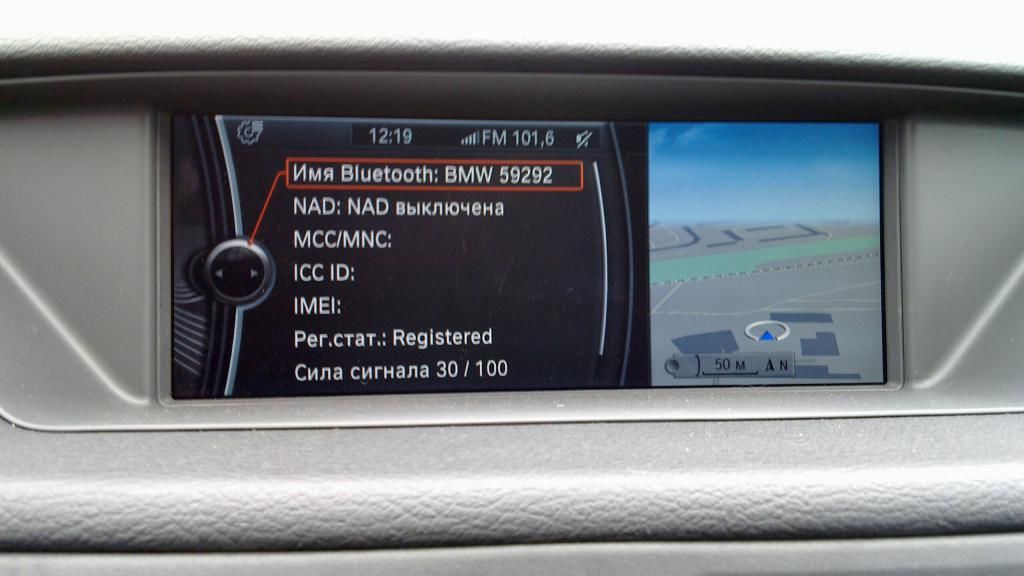 12:19 FM 101,6
Имя Bluetooth: BMW 59292
NAD: NAD выключена
MCC/MNC:
ICC ID:
IMEI:
Рег.стат.: Registered
Сила сигнала 30 / 100
50 м N